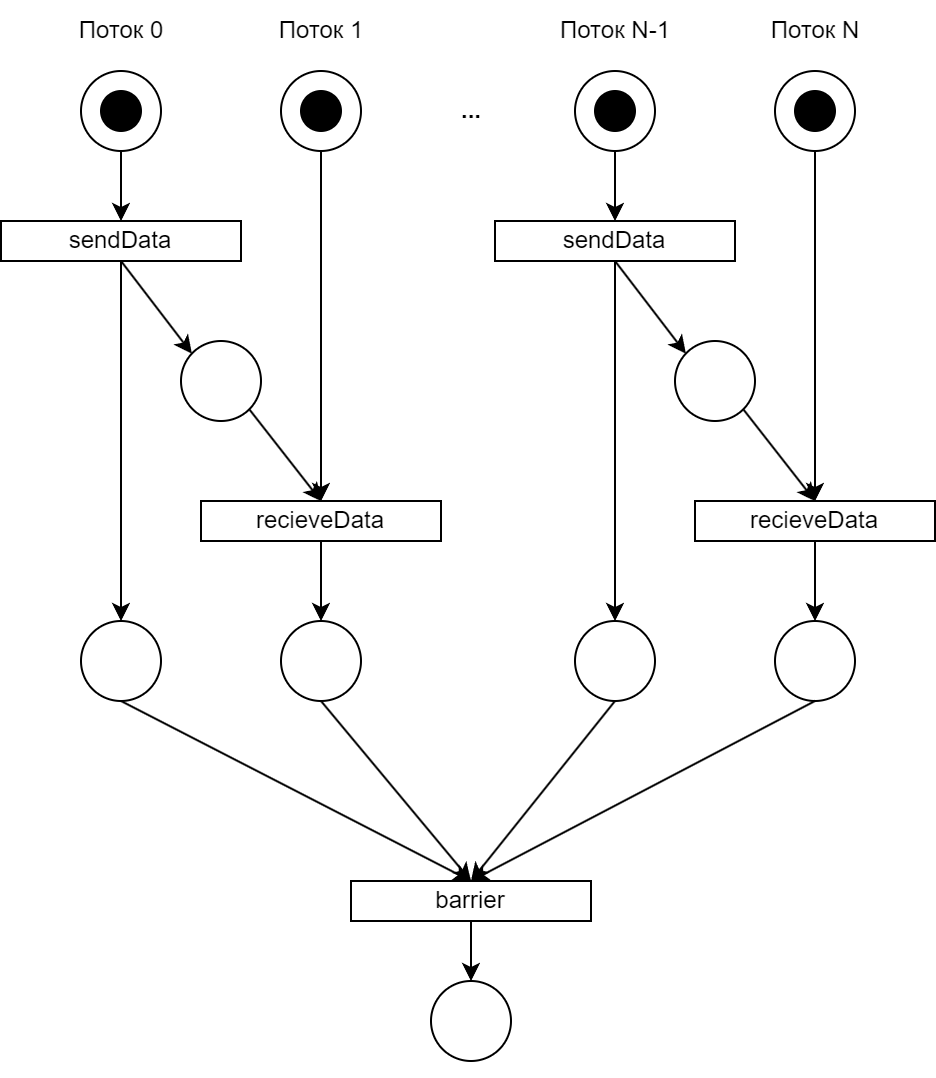 Поток 0
Поток 1
Поток N-1
Поток N
...
sendData
sendData
recieveData
recieveData
barrier